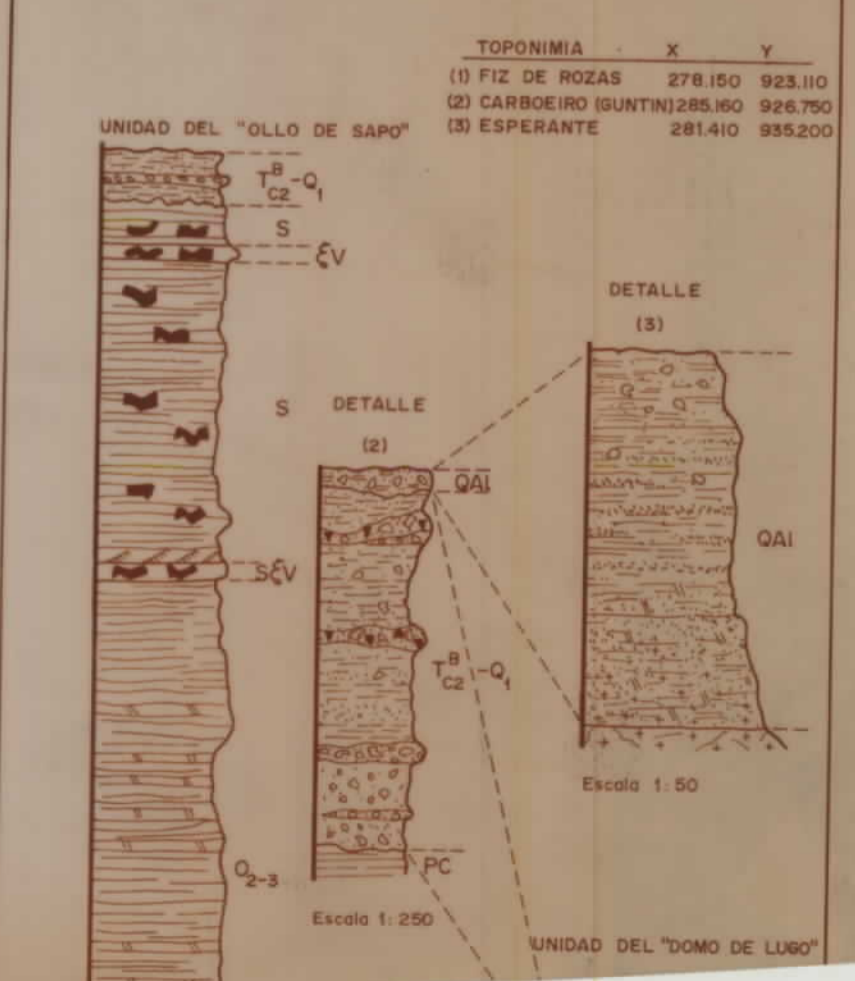 TOPONIMIA X Y
(1) FIZ DE ROZAS 278.150 923.110
(2) CARBOEIRO (GUNTIN) 285.160 926.750
(3) ESPERANTE 281.410 935.200
UNIDAD DEL "OLLO DE SAPO"
T^B_C2-Q_1
S
ξV
S
SξV
O_2-3
DETALLE
(2)
QAl
T^B_C2-Q_1
PC
Escala 1:250
DETALLE
(3)
QAl
Escala 1:50
UNIDAD DEL "DOMO DE LUGO"